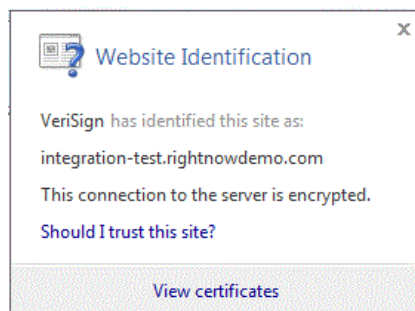 Website Identification
VeriSign has identified this site as:
integration-test.rightnowdemo.com
This connection to the server is encrypted.
Should I trust this site?
View certificates